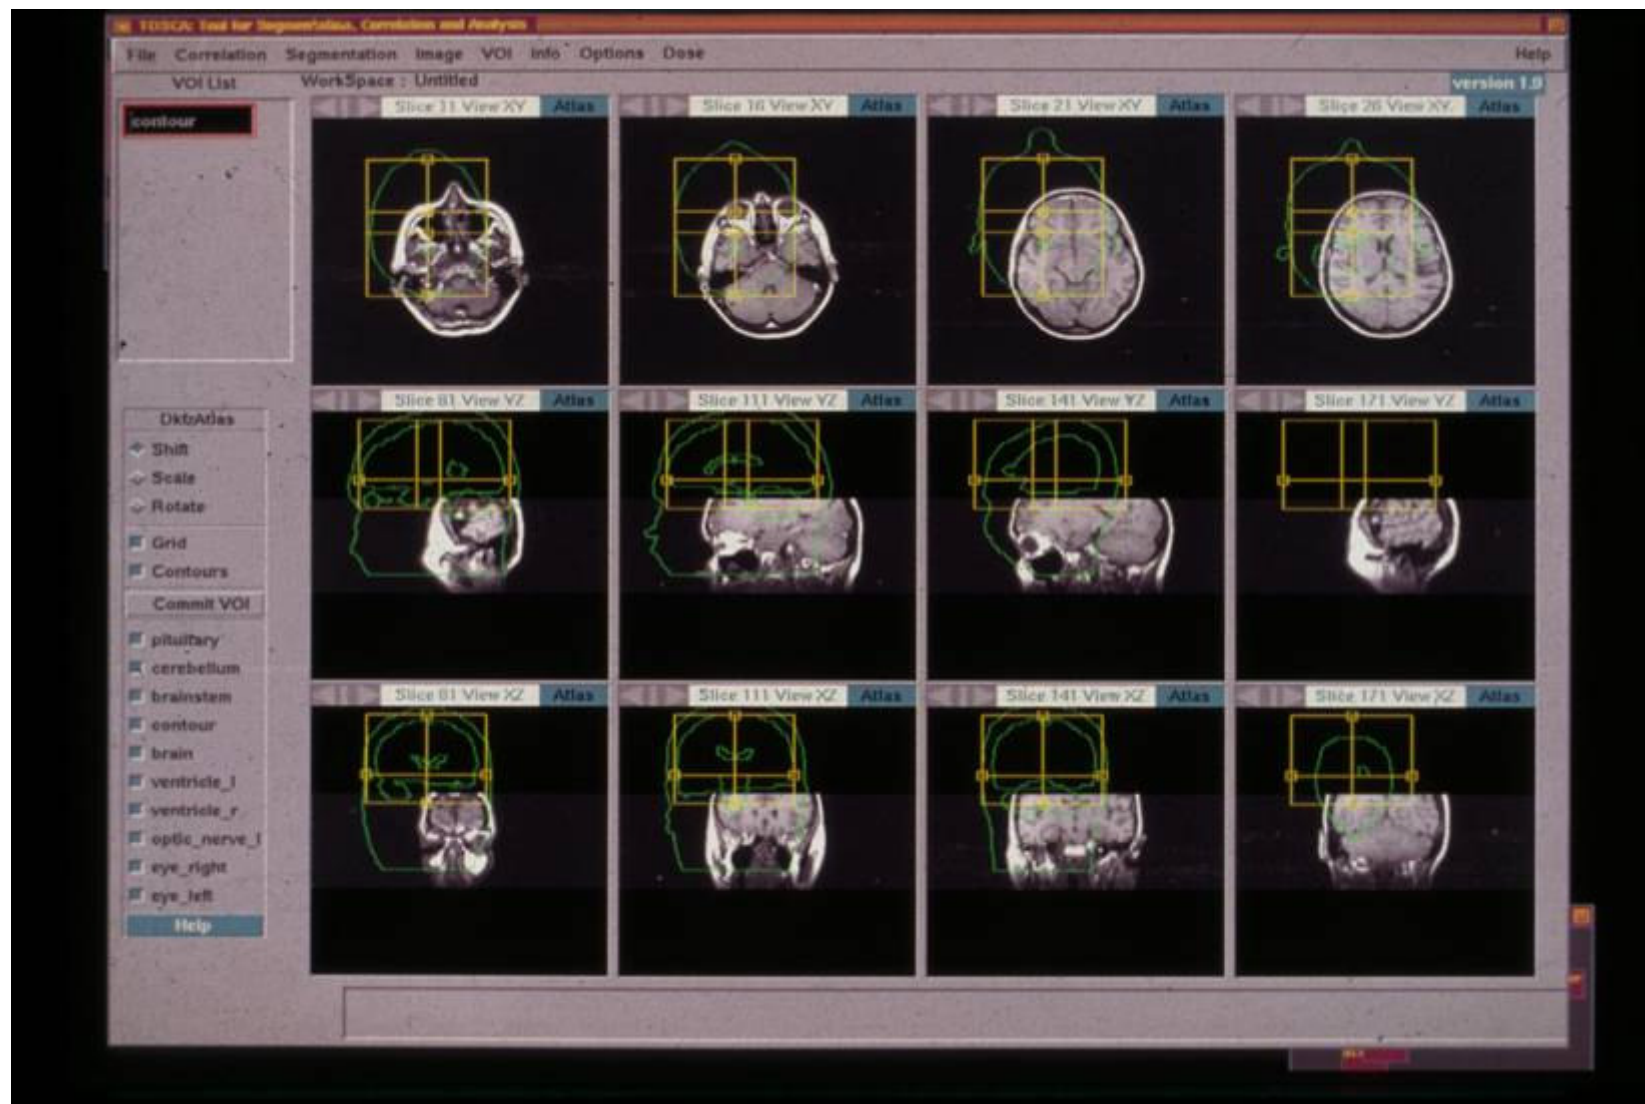 TOSCA: Tool for Segmentation, Correlation and Analysis
File Correlation Segmentation Image VOI Info Options Dose Help
VOI List WorkSpace : Untitled version 1.0
contour
Slice 11 View XY Atlas Slice 16 View XY Atlas Slice 21 View XY Atlas Slice 26 View XY Atlas
Slice 81 View YZ Atlas Slice 111 View YZ Atlas Slice 141 View YZ Atlas Slice 171 View YZ Atlas
DkfzAtlas
Shift
Scale
Rotate
Grid
Contours
Commit VOI
pituitary
cerebellum
Slice 81 View XZ Atlas Slice 111 View XZ Atlas Slice 141 View XZ Atlas Slice 171 View XZ Atlas
brainstem
contour
brain
ventricle_l
ventricle_r
optic_nerve_l
eye_right
eye_left
Help